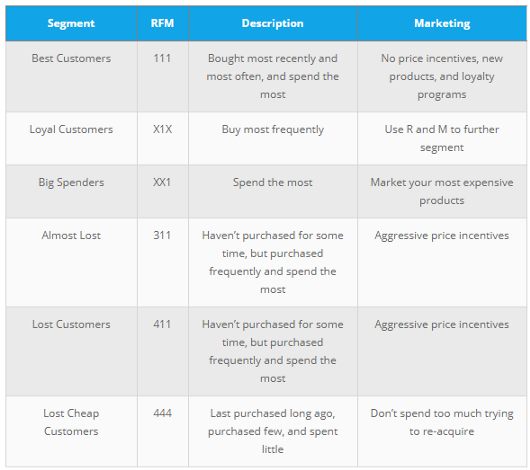 Segment RFM Description Marketing
Best Customers 111 Bought most recently and No price incentives, new
most often, and spend the products, and loyalty
most programs
Loyal Customers X1X Buy most frequently Use R and M to further
segment
Big Spenders XX1 Spend the most Market your most expensive
products
Almost Lost 311 Haven’t purchased for some Aggressive price incentives
time, but purchased
frequently and spend the
most
Lost Customers 411 Haven’t purchased for some Aggressive price incentives
time, but purchased
frequently and spend the
most
Lost Cheap 444 Last purchased long ago, Don’t spend too much trying
Customers purchased few, and spent to re-acquire
little